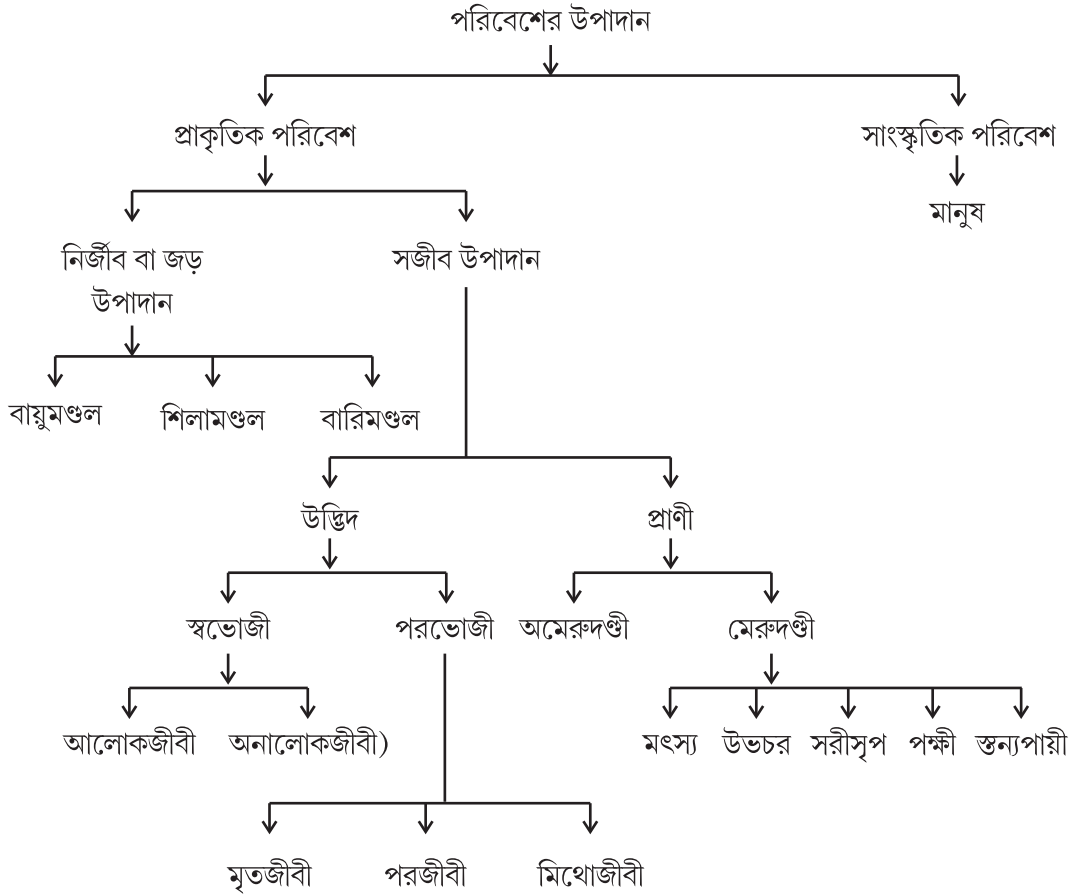 পরিবেশের উপাদান
প্রাকৃতিক পরিবেশ
সাংস্কৃতিক পরিবেশ
মানুষ
নির্জীব বা জড়
উপাদান
সজীব উপাদান
বায়ুমণ্ডল
শিলামণ্ডল
বারিমণ্ডল
উদ্ভিদ
প্রাণী
স্বভোজী
পরভোজী
অমেরুদণ্ডী
মেরুদণ্ডী
আলোকজীবী
অনালোকজীবী)
মৎস্য
উভচর
সরীসৃপ
পক্ষী
স্তন্যপায়ী
মৃতজীবী
পরজীবী
মিথোজীবী